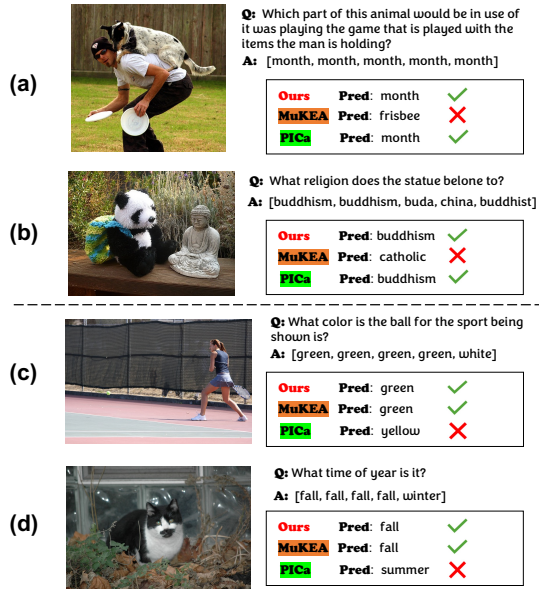 (a)
Q: Which part of this animal would be in use of
it was playing the game that is played with the
items the man is holding?
A: [month, month, month, month, month]
Ours Pred: month
MuKEA Pred: frisbee
PICa Pred: month
(b)
Q: What religion does the statue belong to?
A: [buddhism, buddhism, buda, china, buddhist]
Ours Pred: buddhism
MuKEA Pred: catholic
PICa Pred: buddhism
(c)
Q: What color is the ball for the sport being
shown is?
A: [green, green, green, green, white]
Ours Pred: green
MuKEA Pred: green
PICa Pred: yellow
(d)
Q: What time of year is it?
A: [fall, fall, fall, fall, winter]
Ours Pred: fall
MuKEA Pred: fall
PICa Pred: summer